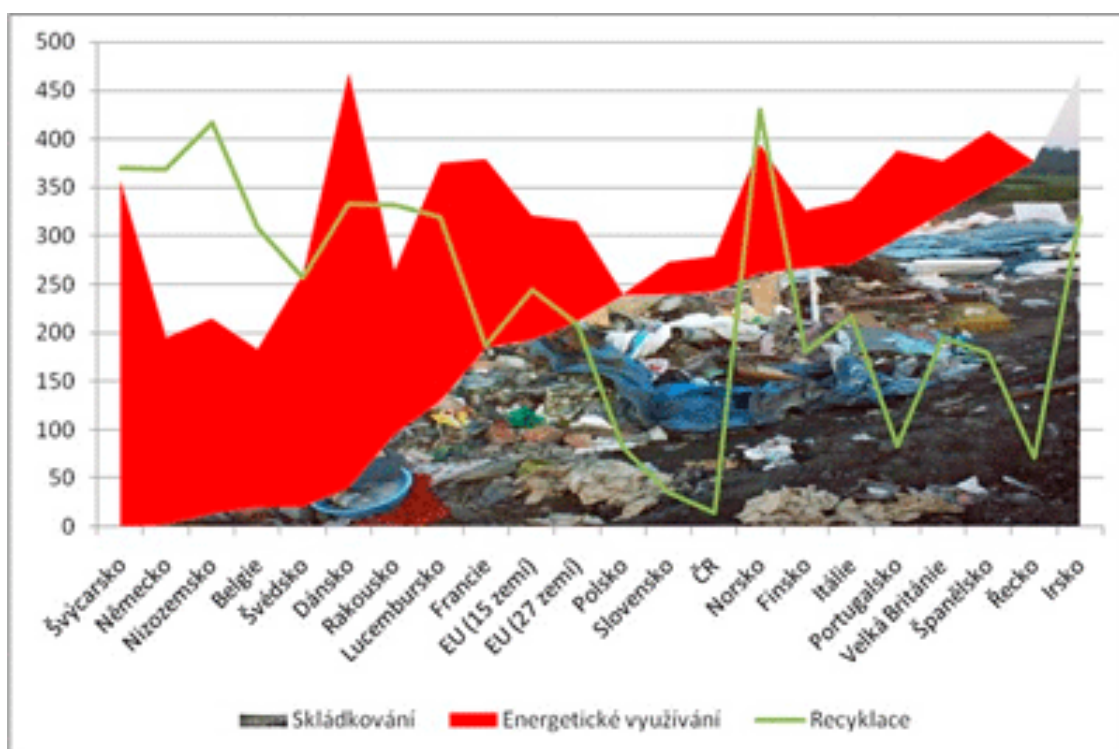 500
450
400
350
300
250
200
150
100
50
0
Švýcarsko
Německo
Nizozemsko
Belgie
Švédsko
Dánsko
Rakousko
Lucembursko
Francie
EU (15 zemí)
EU (27 zemí)
Polsko
Slovensko
ČR
Norsko
Finsko
Itálie
Portugalsko
Velká Británie
Španělsko
Řecko
Irsko
Skládkování Energetické využívání Recyklace